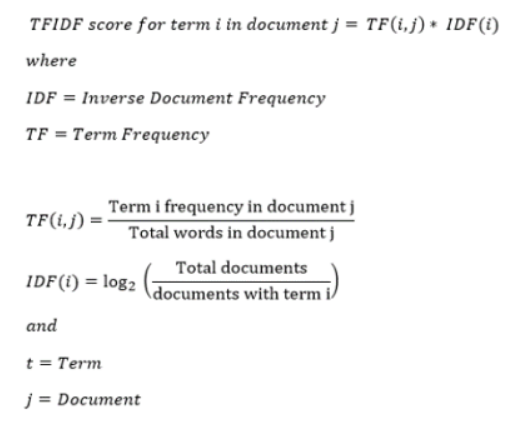 TFIDF score for term i in document j = TF(i,j) * IDF(i)
where
IDF = Inverse Document Frequency
TF = Term Frequency
TF(i,j) = Term i frequency in document j / Total words in document j
IDF(i) = log₂ (Total documents / documents with term i)
and
t = Term
j = Document